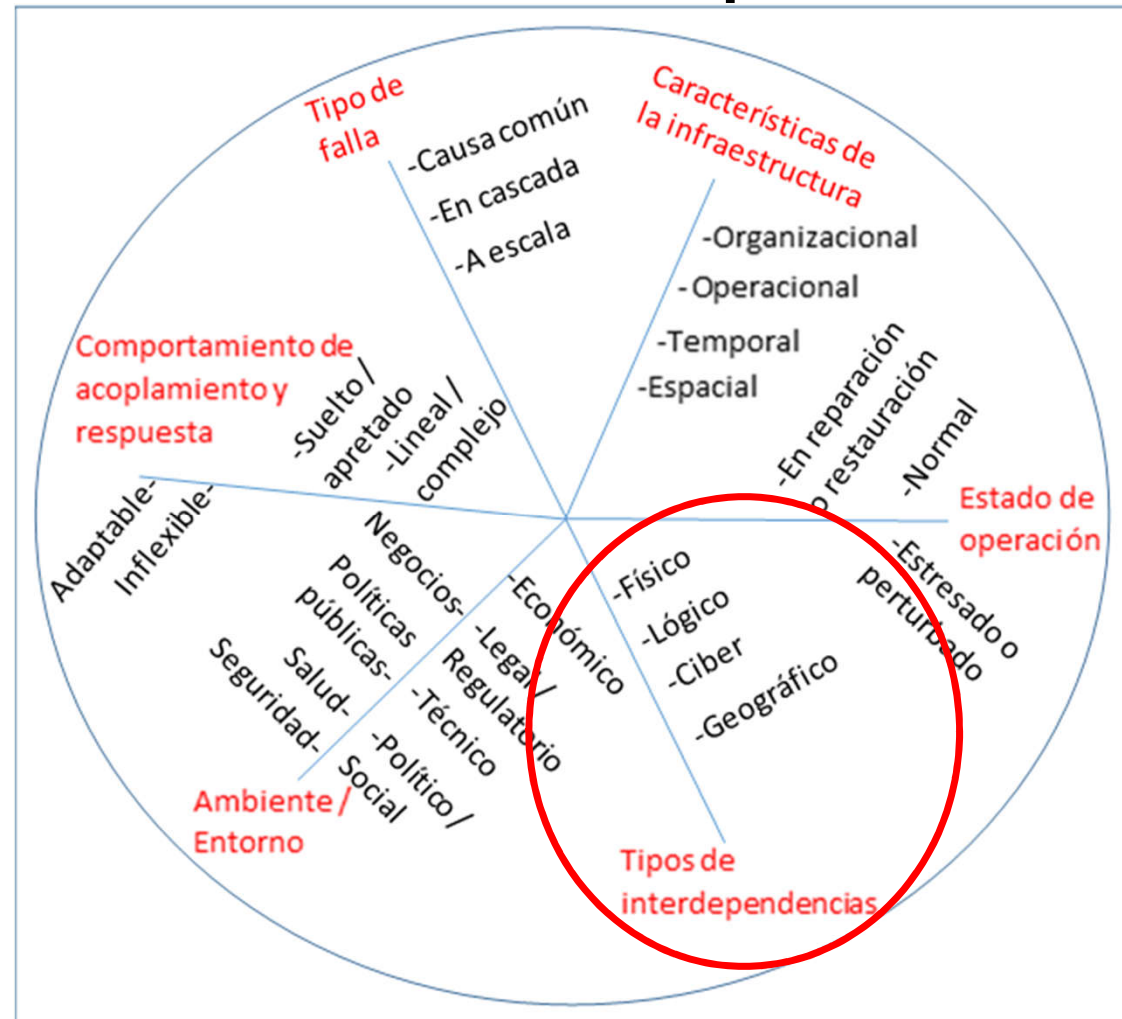 Tipo de
falla
-Causa común
-En cascada
-A escala
Características de
la infraestructura
-Organizacional
- Operacional
-Temporal
-Espacial
Comportamiento de
acoplamiento y
respuesta
-Suelto /
apretado
-Lineal /
complejo
Adaptable-
Inflexible-
-En reparación
o restauración
-Normal
Estado de
operación
-Estresado o
perturbado
-Físico
-Lógico
-Ciber
-Geográfico
Tipos de
interdependencias
Negocios-
Políticas
públicas-
Salud-
Seguridad-
-Económico
-Legal /
Regulatorio
-Técnico
-Político /
Social
Ambiente /
Entorno